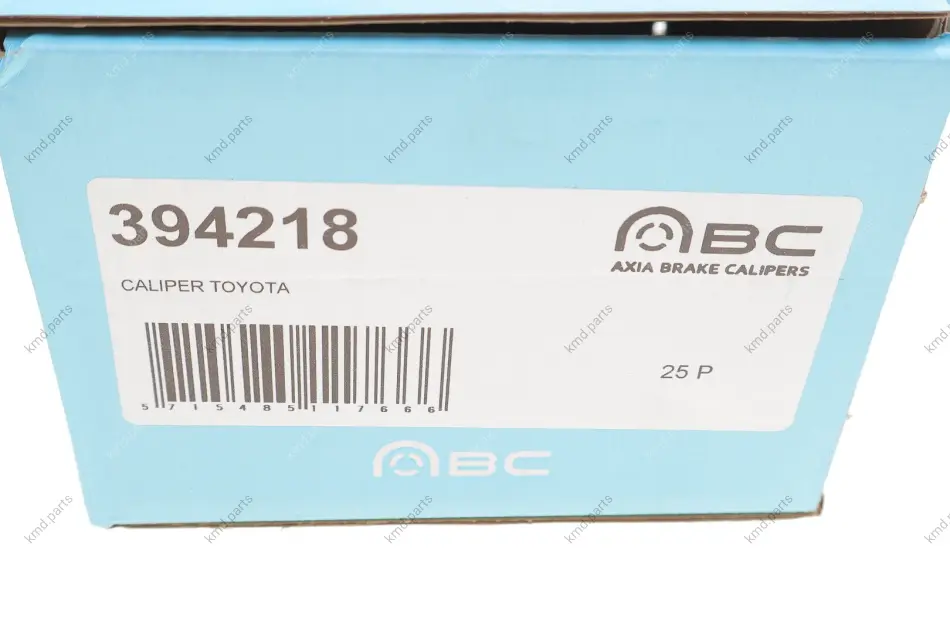 394218
ABC
AXIA BRAKE CALIPERS
CALIPER TOYOTA
25 P
5715485117666
ABC
kmd.parts